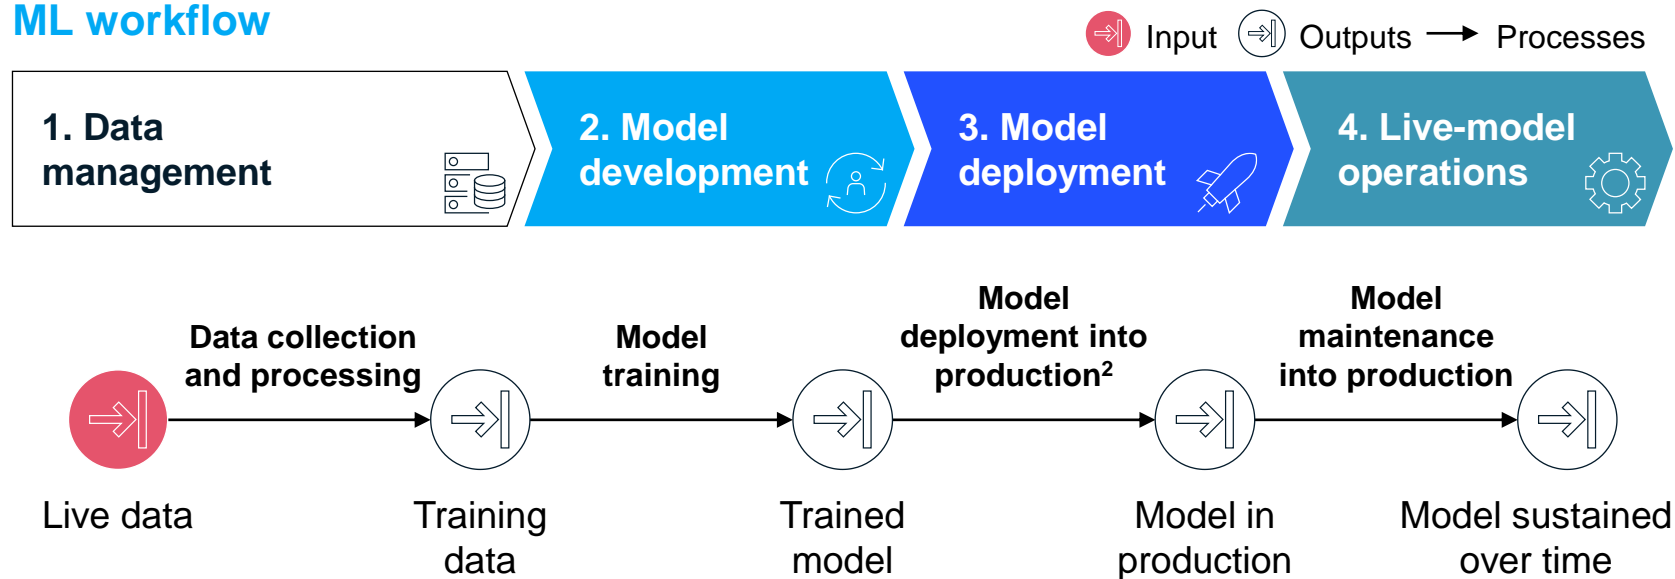 ML workflow
Input Outputs Processes
1. Data
management
2. Model
development
3. Model
deployment
4. Live-model
operations
Data collection
and processing
Model
training
Model
deployment into
production²
Model
maintenance
into production
Live data
Training
data
Trained
model
Model in
production
Model sustained
over time